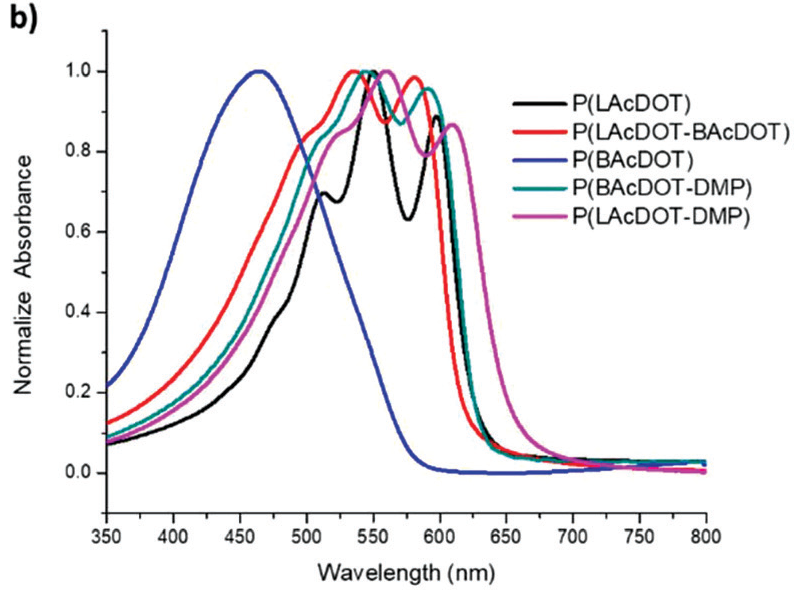 b)
1.0
0.8
0.6
0.4
0.2
0.0
Normalize Absorbance
P(LAcDOT)
P(LAcDOT-BAcDOT)
P(BAcDOT)
P(BAcDOT-DMP)
P(LAcDOT-DMP)
350 400 450 500 550 600 650 700 750 800
Wavelength (nm)